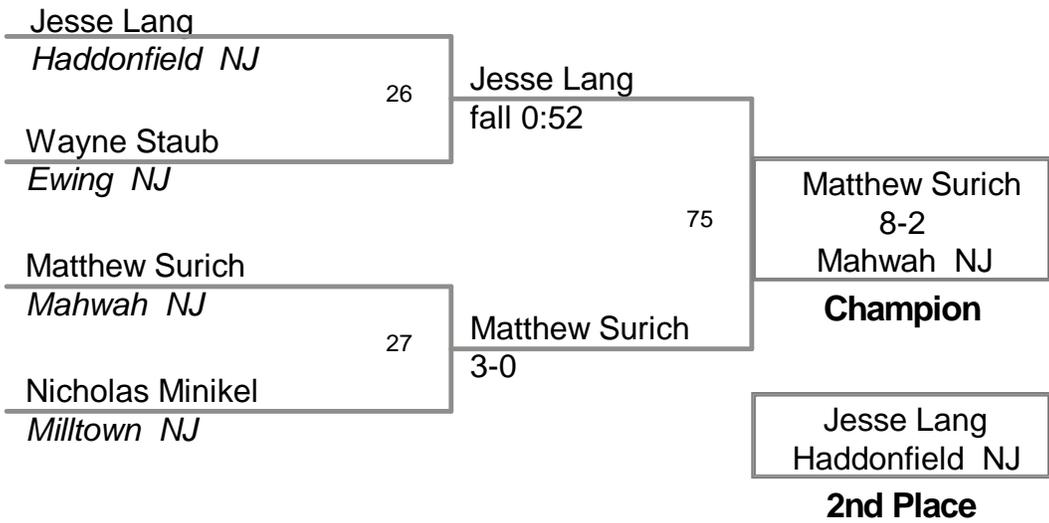 Jesse Lang
Haddonfield NJ
26
Wayne Staub
Ewing NJ
Jesse Lang
fall 0:52
Matthew Surich
Mahwah NJ
27
Nicholas Minikel
Milltown NJ
Matthew Surich
3-0
75
Matthew Surich
8-2
Mahwah NJ
Champion
Jesse Lang
Haddonfield NJ
2nd Place